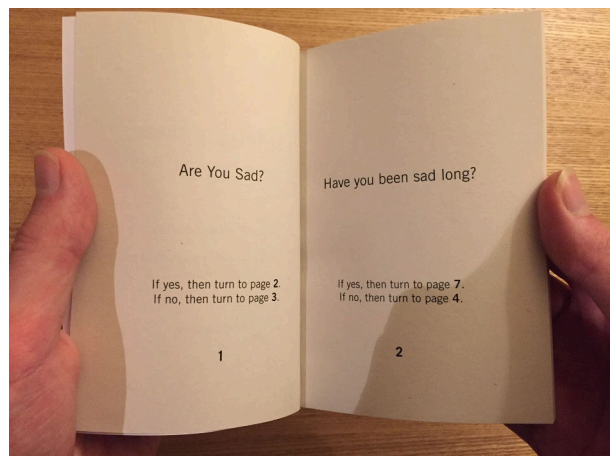 Are You Sad?
If yes, then turn to page 2.
If no, then turn to page 3.
1
Have you been sad long?
If yes, then turn to page 7.
If no, then turn to page 4.
2